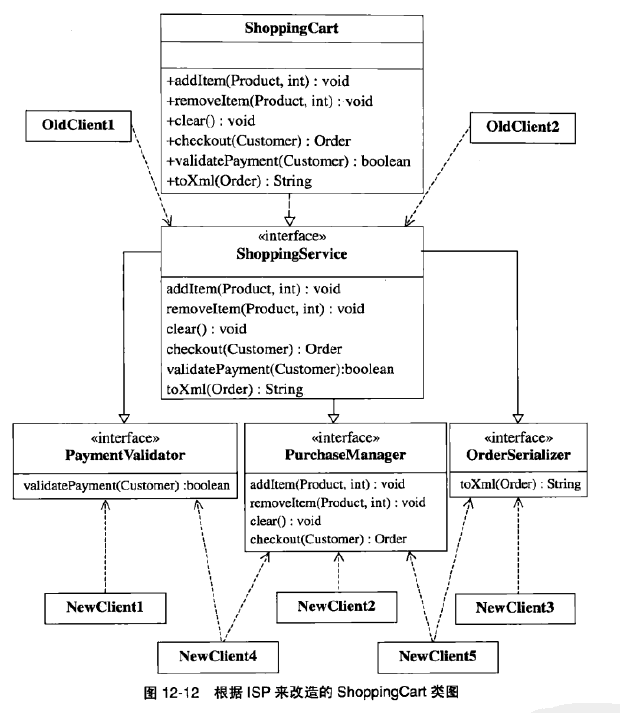 ShoppingCart
+addItem(Product, int) : void
+removeItem(Product, int) : void
+clear() : void
+checkout(Customer) : Order
+validatePayment(Customer) : boolean
+toXml(Order) : String
OldClient1
OldClient2
«interface»
ShoppingService
addItem(Product, int) : void
removeItem(Product, int) : void
clear() : void
checkout(Customer) : Order
validatePayment(Customer):boolean
toXml(Order) : String
«interface»
PaymentValidator
validatePayment(Customer) :boolean
«interface»
PurchaseManager
addItem(Product, int) : void
removeItem(Product, int) : void
clear() : void
checkout(Customer) : Order
«interface»
OrderSerializer
toXml(Order) : String
NewClient1
NewClient2
NewClient3
NewClient4
NewClient5
图 12-12 根据 ISP 来改造的 ShoppingCart 类图